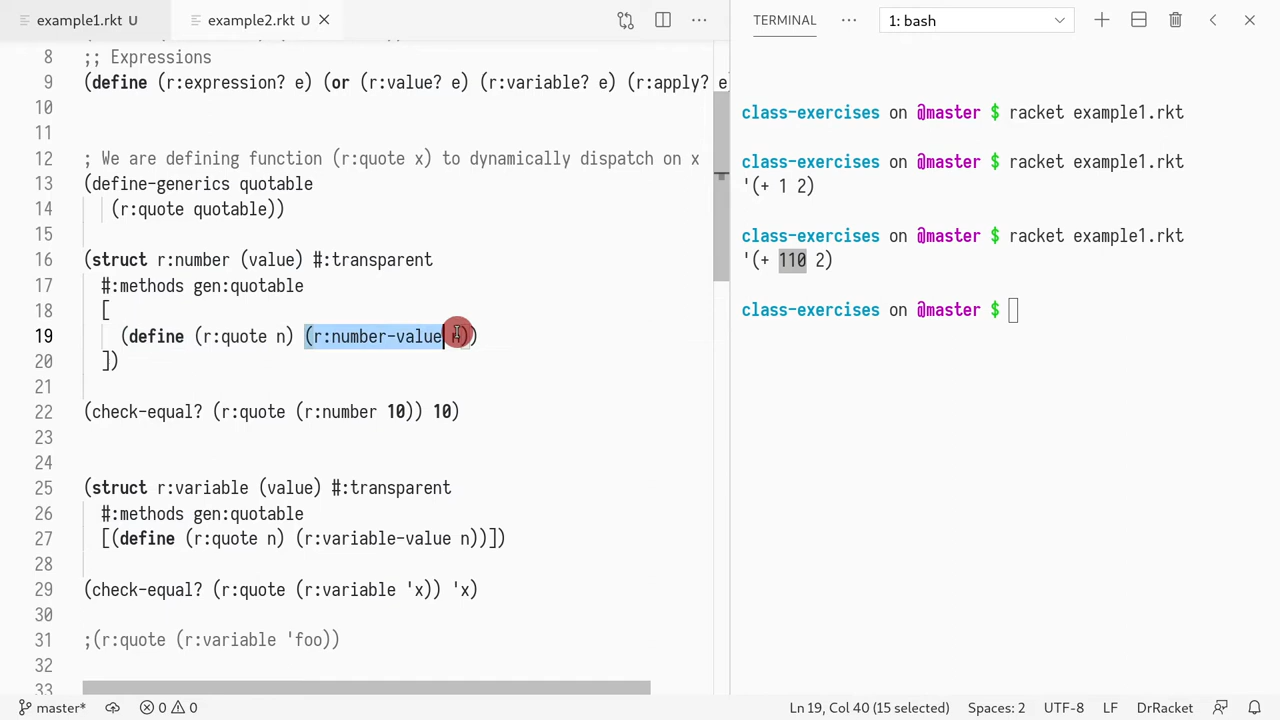 example1.rkt U
example2.rkt U
8 ;; Expressions
9 (define (r:expression? e) (or (r:value? e) (r:variable? e) (r:apply? e
10
11
12 ; We are defining function (r:quote x) to dynamically dispatch on x
13 (define-generics quotable
14 (r:quote quotable))
15
16 (struct r:number (value) #:transparent
17 #:methods gen:quotable
18 [
19 (define (r:quote n) (r:number-value n))
20 ])
21
22 (check-equal? (r:quote (r:number 10)) 10)
23
24
25 (struct r:variable (value) #:transparent
26 #:methods gen:quotable
27 [(define (r:quote n) (r:variable-value n))])
28
29 (check-equal? (r:quote (r:variable 'x)) 'x)
30
31 ;(r:quote (r:variable 'foo))
32
33
TERMINAL ··· 1: bash
class-exercises on @master $ racket example1.rkt
class-exercises on @master $ racket example1.rkt
'(+ 1 2)
class-exercises on @master $ racket example1.rkt
'(+ 110 2)
class-exercises on @master $
master* 0 0 Ln 19, Col 40 (15 selected) Spaces: 2 UTF-8 LF DrRacket